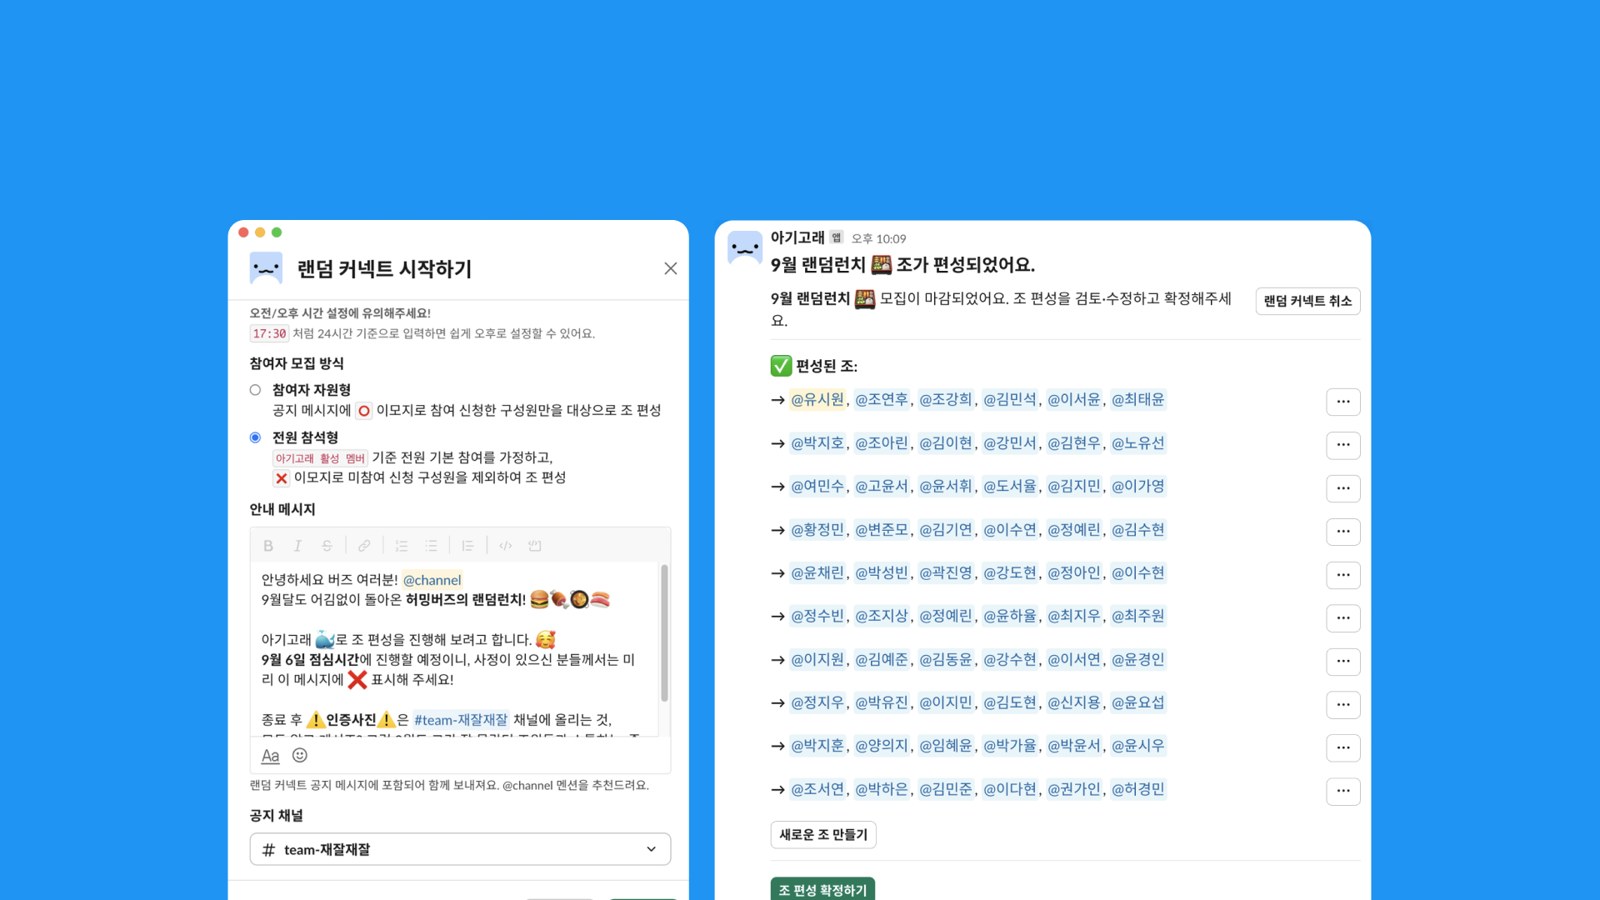 랜덤 커넥트 시작하기
오전/오후 시간 설정에 유의해주세요!
17:30 처럼 24시간 기준으로 입력하면 쉽게 오후로 설정할 수 있어요.
참여자 모집 방식
참여자 자원형
공지 메시지에 ⭕ 이모지로 참여 신청한 구성원만을 대상으로 조 편성
전원 참석형
아기고래 활성 멤버 기준 전원 기본 참여를 가정하고,
❌ 이모지로 미참여 신청 구성원을 제외하여 조 편성
안내 메시지
안녕하세요 버즈 여러분! @channel
9월달도 어김없이 돌아온 허밍버즈의 랜덤런치! 🍔🍖🥘🍣
아기고래 🐳로 조 편성을 진행해 보려고 합니다. 🥰
9월 6일 점심시간에 진행할 예정이니, 사정이 있으신 분들께서는 미
리 이 메시지에 ❌ 표시해 주세요!
종료 후 ⚠️인증사진⚠️은 #team-재잘재잘 채널에 올리는 것,
Aa
랜덤 커넥트 공지 메시지에 포함되어 함께 보내져요. @channel 멘션을 추천드려요.
공지 채널
# team-재잘재잘
아기고래 앱 오후 10:09
9월 랜덤런치 🍱 조가 편성되었어요.
9월 랜덤런치 🍱 모집이 마감되었어요. 조 편성을 검토·수정하고 확정해주세
요.
랜덤 커넥트 취소
✅ 편성된 조:
→ @유시원, @조연후, @조강희, @김민석, @이서윤, @최태윤
→ @박지호, @조아린, @김이현, @강민서, @김현우, @노유선
→ @여민수, @고윤서, @윤서휘, @도서율, @김지민, @이가영
→ @황정민, @변준모, @김기연, @이수연, @정예린, @김수현
→ @윤채린, @박성빈, @곽진영, @강도현, @정아인, @이수현
→ @정수빈, @조지상, @정예린, @윤하율, @최지우, @최주원
→ @이지원, @김예준, @김동윤, @강수현, @이서연, @윤경인
→ @정지우, @박유진, @이지민, @김도현, @신지용, @윤요섭
→ @박지훈, @양의지, @임혜윤, @박가율, @박윤서, @윤시우
→ @조서연, @박하은, @김민준, @이다현, @권가인, @허경민
새로운 조 만들기
조 편성 확정하기